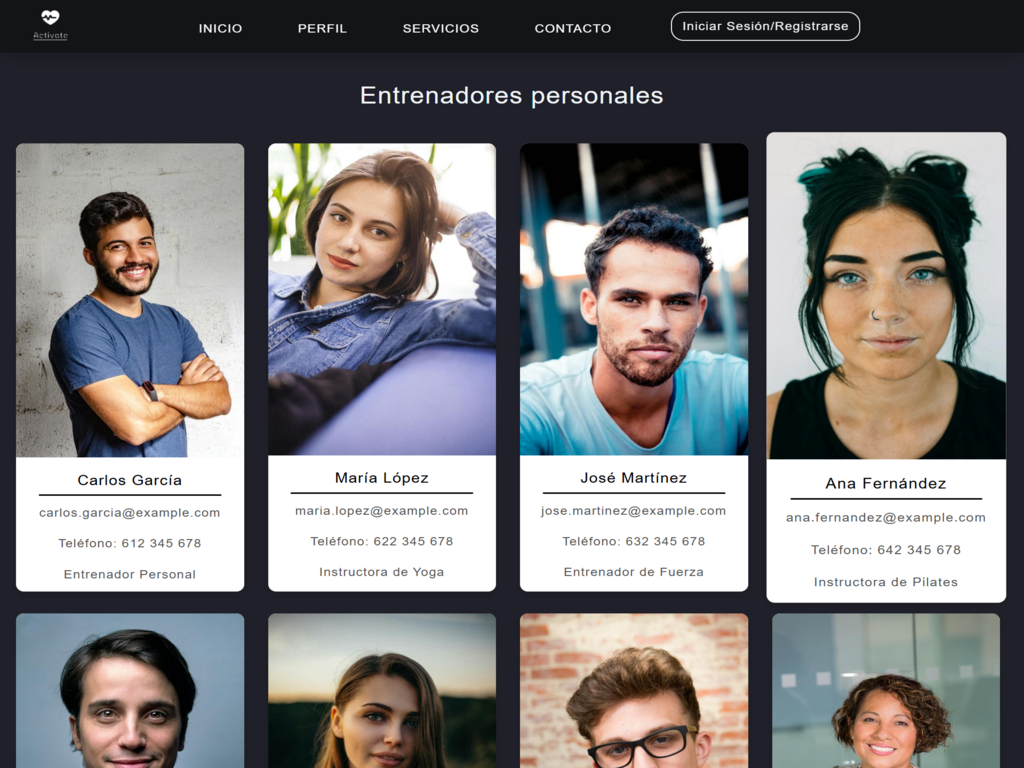 Activate
INICIO
PERFIL
SERVICIOS
CONTACTO
Iniciar Sesión/Registrarse
Entrenadores personales
Carlos García
carlos.garcia@example.com
Teléfono: 612 345 678
Entrenador Personal
María López
maria.lopez@example.com
Teléfono: 622 345 678
Instructora de Yoga
José Martínez
jose.martinez@example.com
Teléfono: 632 345 678
Entrenador de Fuerza
Ana Fernández
ana.fernandez@example.com
Teléfono: 642 345 678
Instructora de Pilates